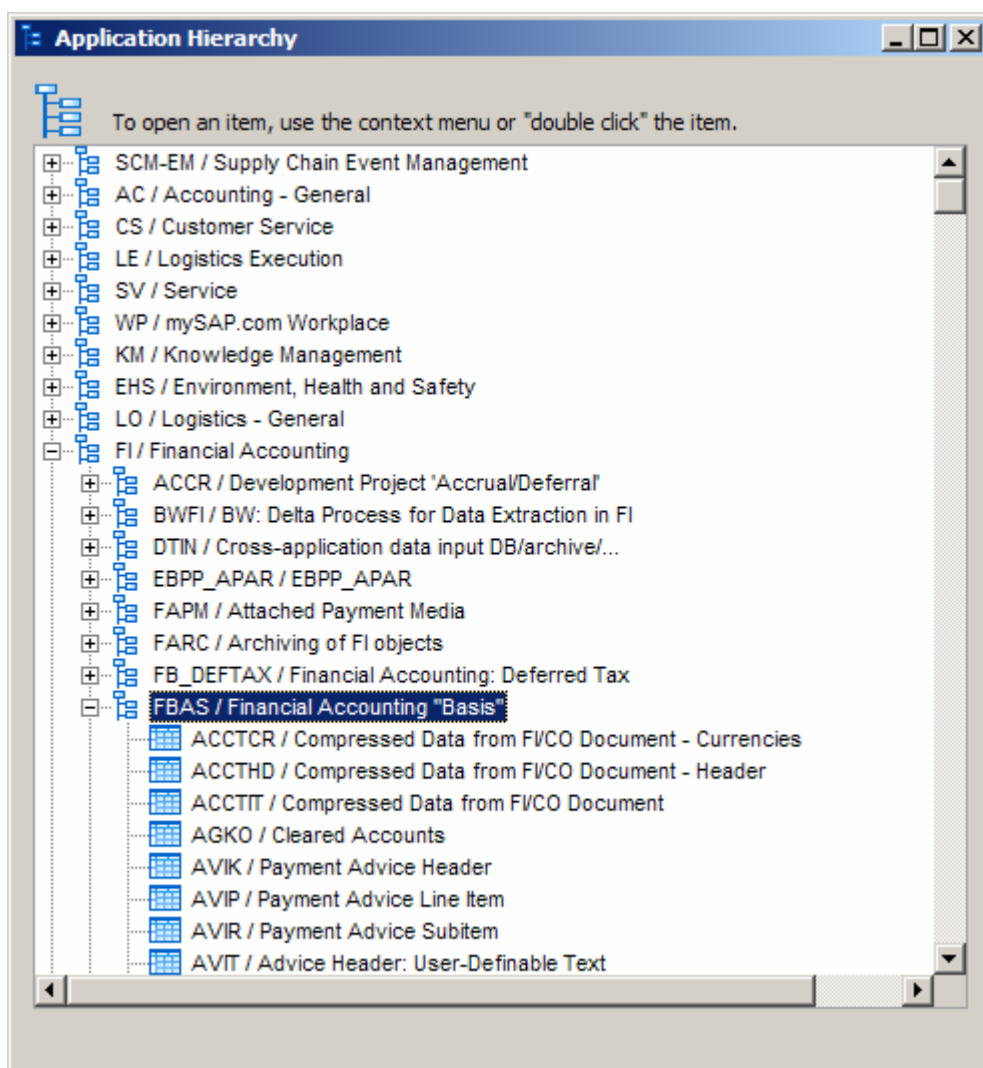 Application Hierarchy
To open an item, use the context menu or "double click" the item.
SCM-EM / Supply Chain Event Management
AC / Accounting - General
CS / Customer Service
LE / Logistics Execution
SV / Service
WP / mySAP.com Workplace
KM / Knowledge Management
EHS / Environment, Health and Safety
LO / Logistics - General
FI / Financial Accounting
ACCR / Development Project 'Accrual/Deferral'
BWFI / BW: Delta Process for Data Extraction in FI
DTIN / Cross-application data input DB/archive/...
EBPP_APAR / EBPP_APAR
FAPM / Attached Payment Media
FARC / Archiving of FI objects
FB_DEFTAX / Financial Accounting: Deferred Tax
FBAS / Financial Accounting "Basis"
ACCTCR / Compressed Data from FI/CO Document - Currencies
ACCTHD / Compressed Data from FI/CO Document - Header
ACCTIT / Compressed Data from FI/CO Document
AGKO / Cleared Accounts
AVIK / Payment Advice Header
AVIP / Payment Advice Line Item
AVIR / Payment Advice Subitem
AVIT / Advice Header: User-Definable Text